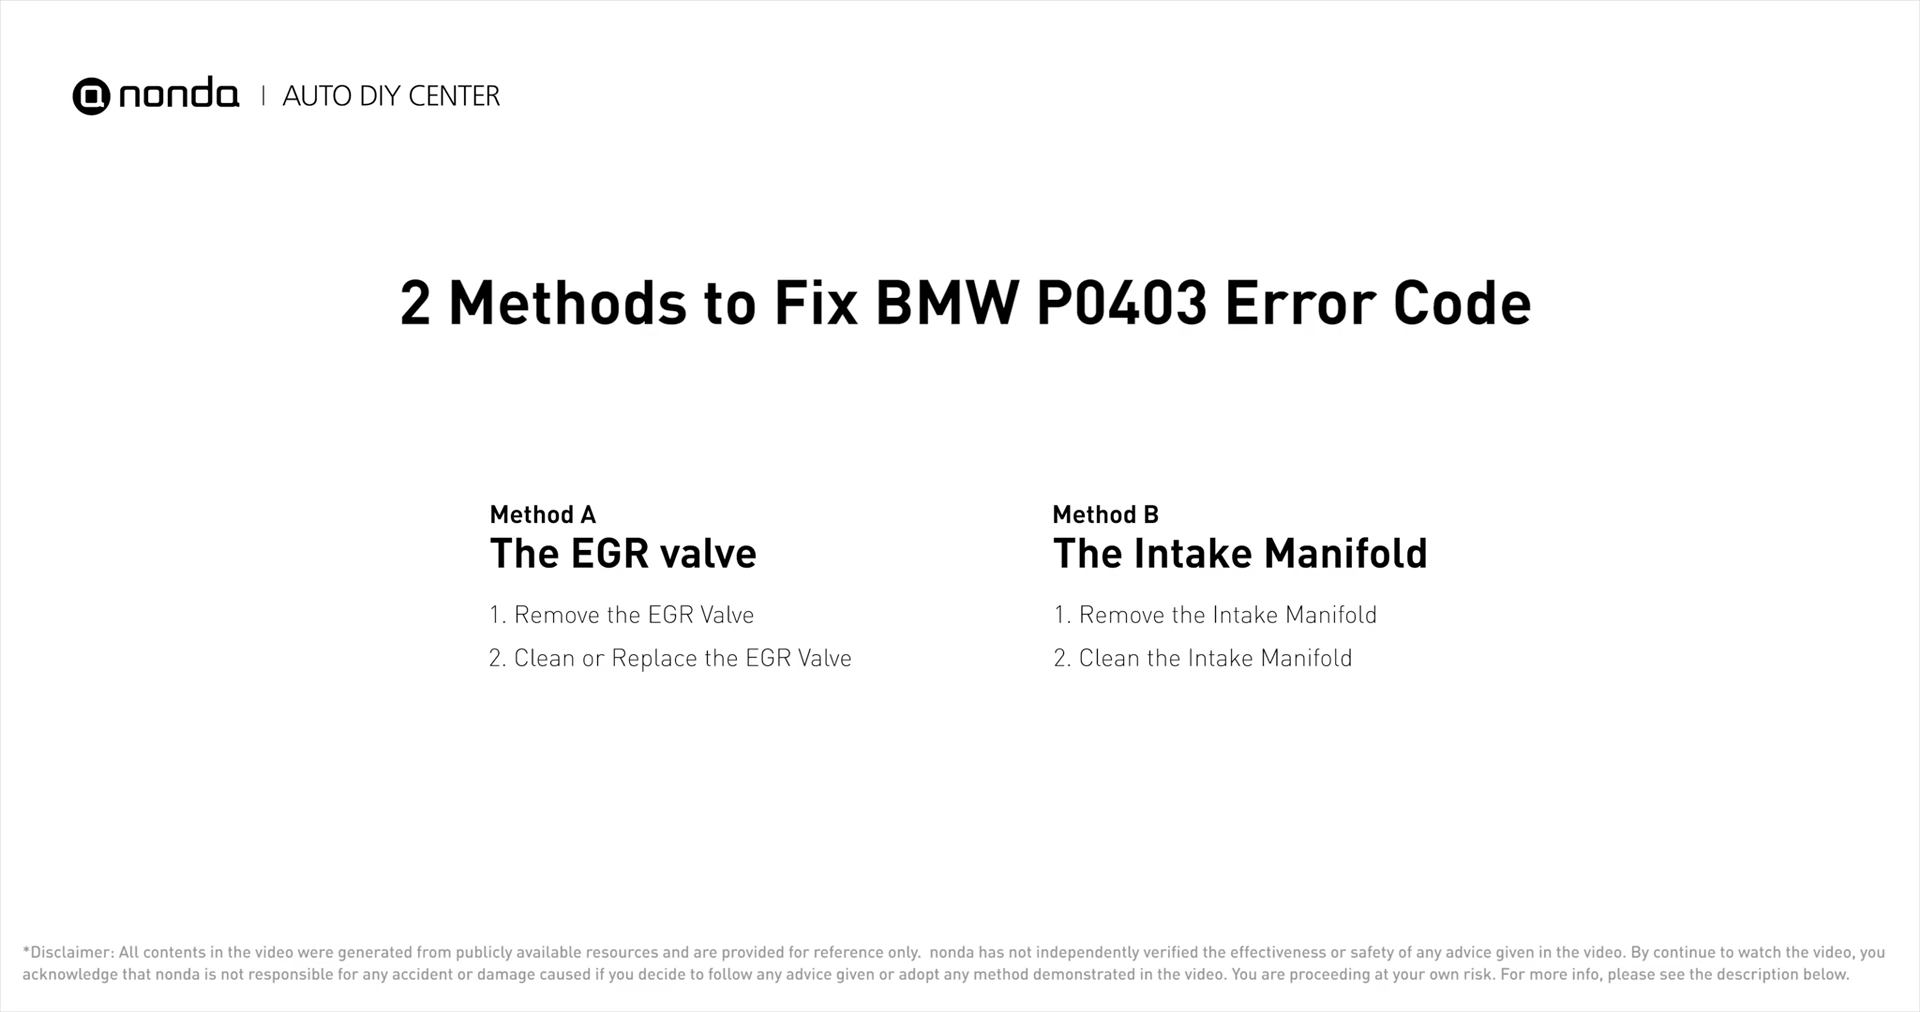 nonda | AUTO DIY CENTER
2 Methods to Fix BMW P0403 Error Code
Method A
The EGR valve
1. Remove the EGR Valve
2. Clean or Replace the EGR Valve
Method B
The Intake Manifold
1. Remove the Intake Manifold
2. Clean the Intake Manifold
*Disclaimer: All contents in the video were generated from publicly available resources and are provided for reference only.  nonda has not independently verified the effectiveness or safety of any advice given in the video. By continue to watch the video, you
acknowledge that nonda is not responsible for any accident or damage caused if you decide to follow any advice given or adopt any method demonstrated in the video. You are proceeding at your own risk. For more info, please see the description below.